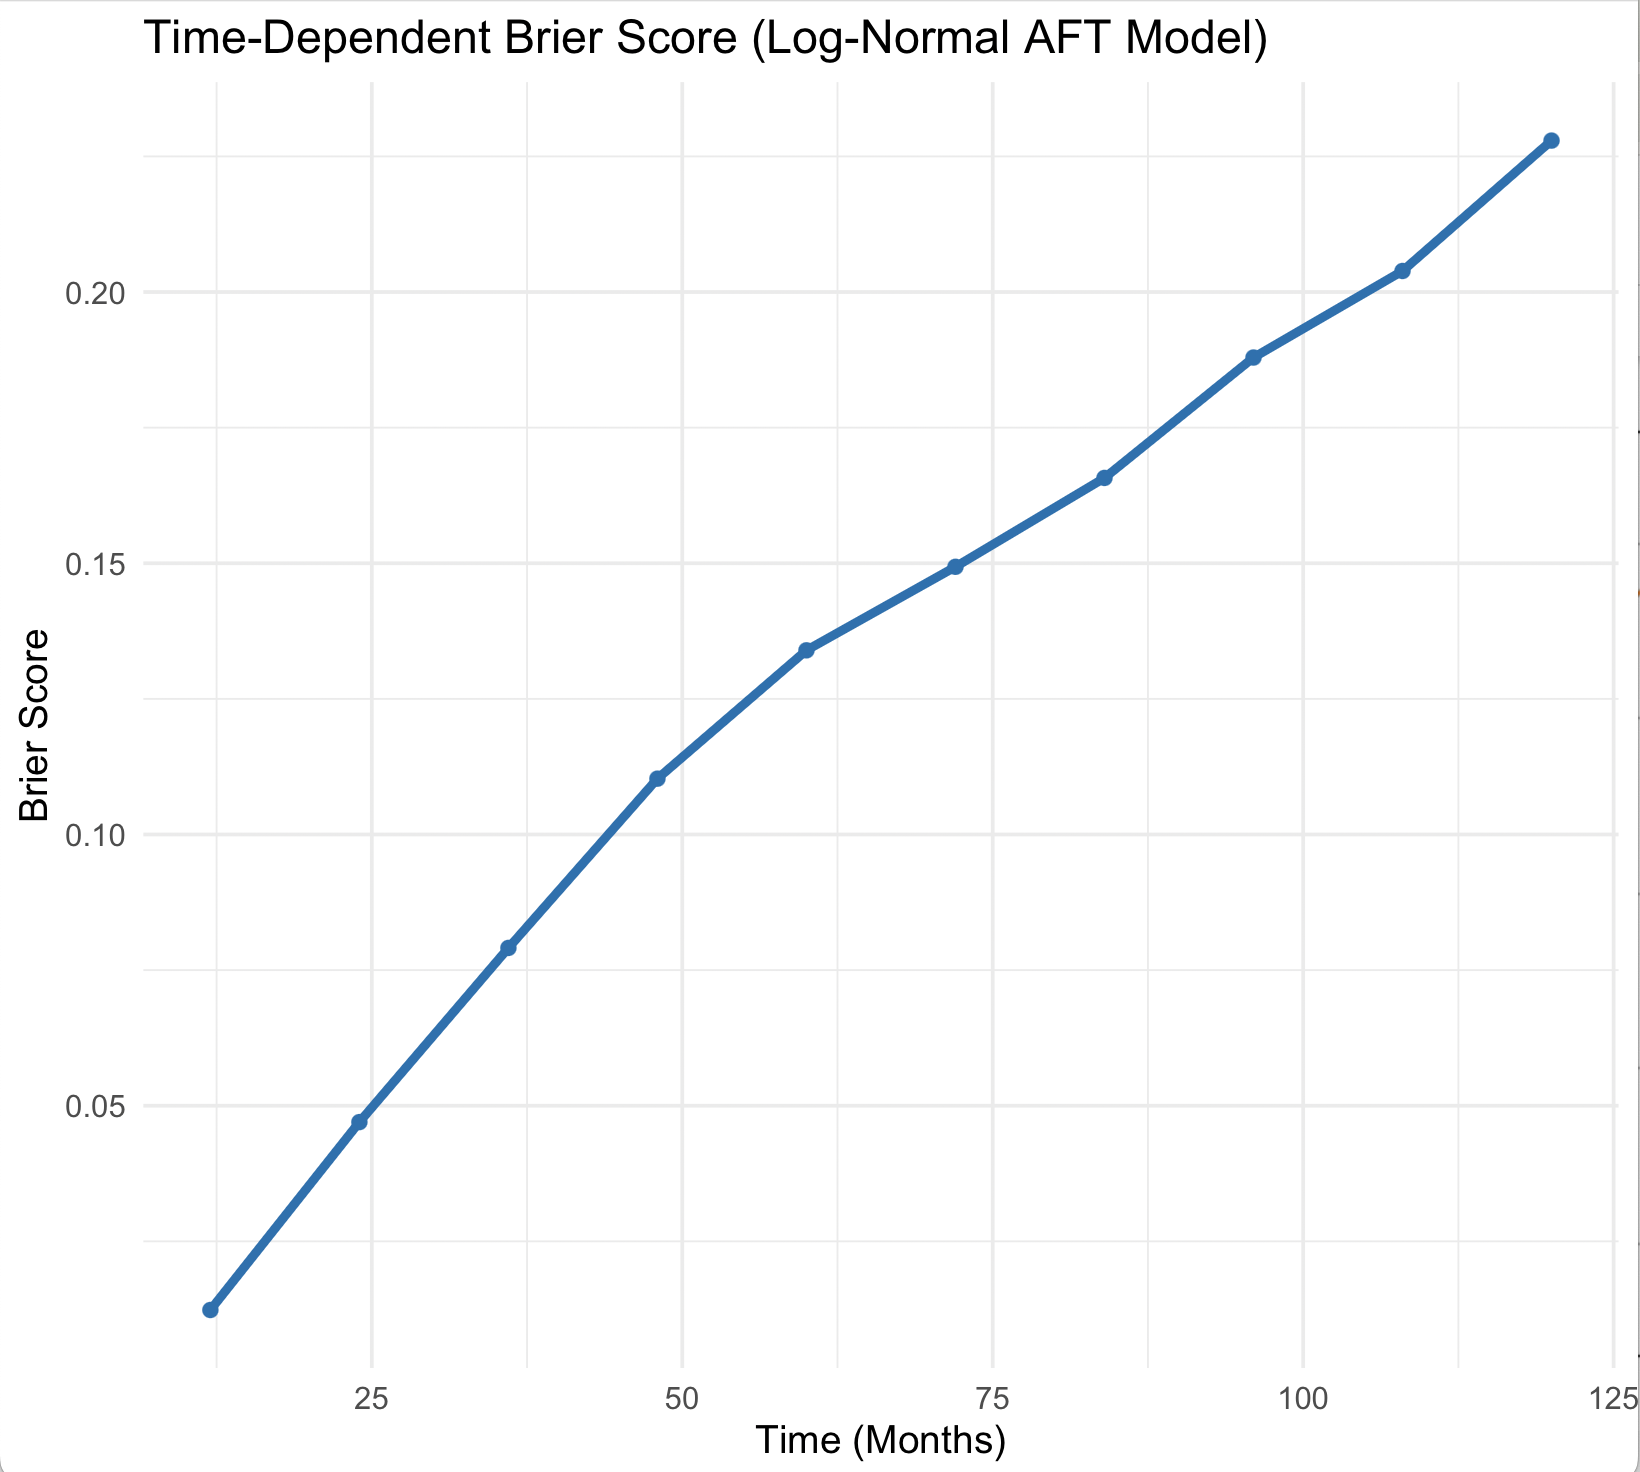 Time-Dependent Brier Score (Log-Normal AFT Model)
Brier Score
0.20
0.15
0.10
0.05
25 50 75 100 125
Time (Months)